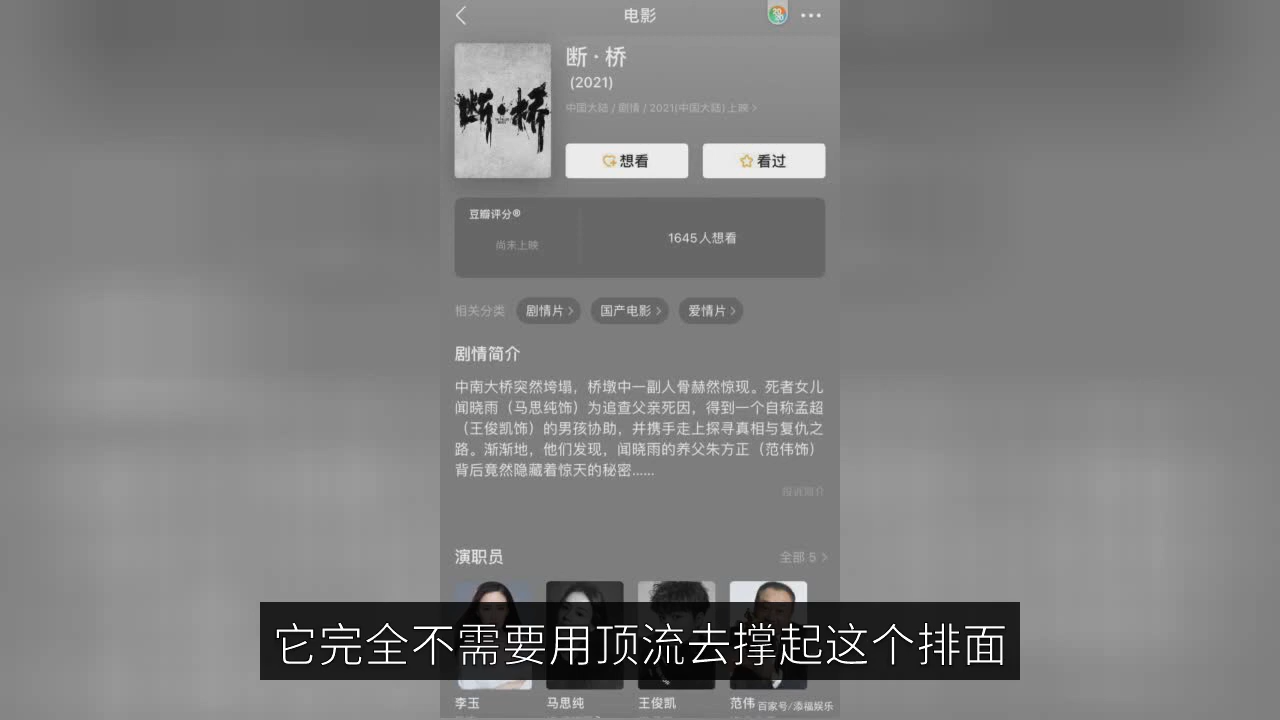 电影
断·桥
(2021)
中国大陆 / 剧情 / 2021(中国大陆)上映 >
断·桥
想看
看过
豆瓣评分®
尚未上映
1645人想看
相关分类
剧情片 >
国产电影 >
爱情片 >
剧情简介
中南大桥突然垮塌，桥墩中一副人骨赫然惊现。死者女儿
闻晓雨（马思纯饰）为追查父亲死因，得到一个自称孟超
（王俊凯饰）的男孩协助，并携手走上探寻真相与复仇之
路。渐渐地，他们发现，闻晓雨的养父朱方正（范伟饰）
背后竟然隐藏着惊天的秘密......
投诉简介
演职员
全部 5 >
它完全不需要用顶流去撑起这个排面
李玉
马思纯
王俊凯
范伟
百家号/添福娱乐